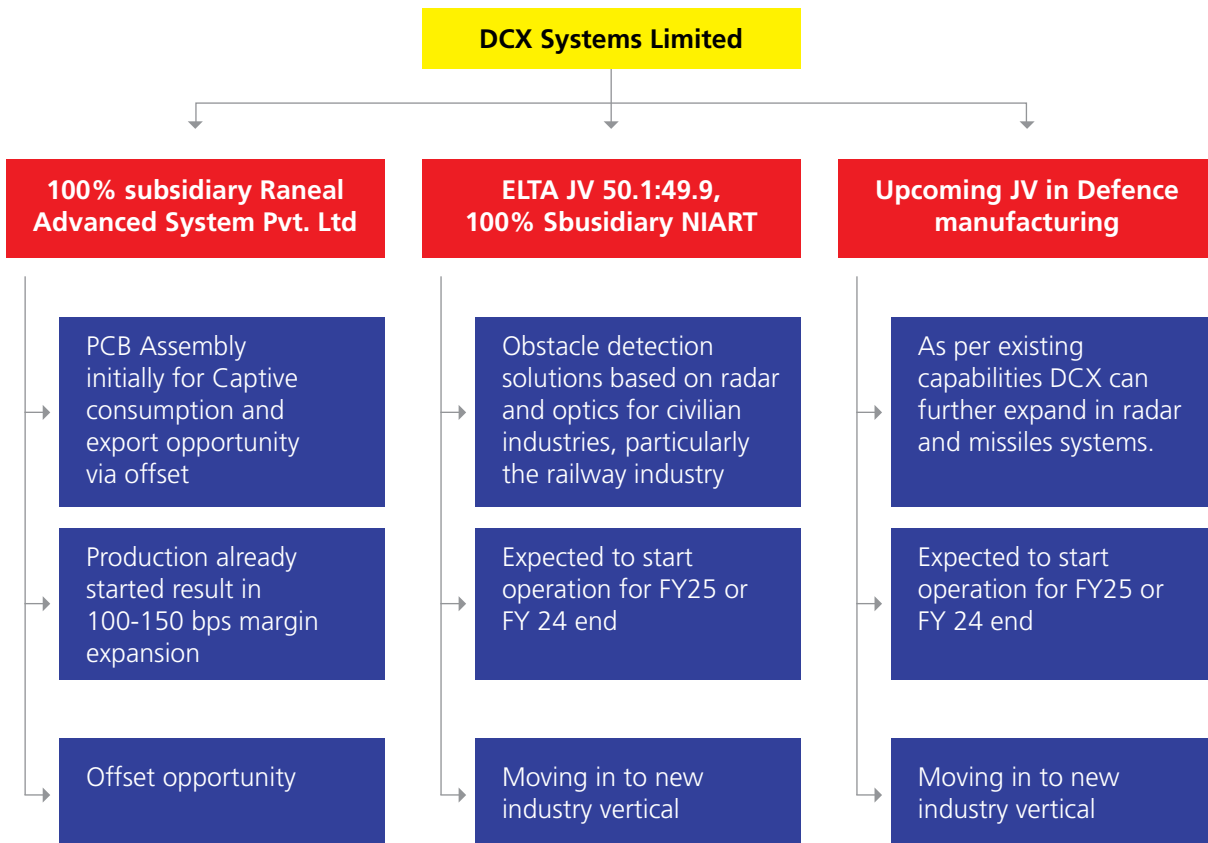 DCX Systems Limited
100% subsidiary Raneal
Advanced System Pvt. Ltd
ELTA JV 50.1:49.9,
100% Sbusidiary NIART
Upcoming JV in Defence
manufacturing
PCB Assembly
initially for Captive
consumption and
export opportunity
via offset
Obstacle detection
solutions based on radar
and optics for civilian
industries, particularly
the railway industry
As per existing
capabilities DCX can
further expand in radar
and missiles systems.
Production already
started result in
100-150 bps margin
expansion
Expected to start
operation for FY25 or
FY 24 end
Expected to start
operation for FY25 or
FY 24 end
Offset opportunity
Moving in to new
industry vertical
Moving in to new
industry vertical